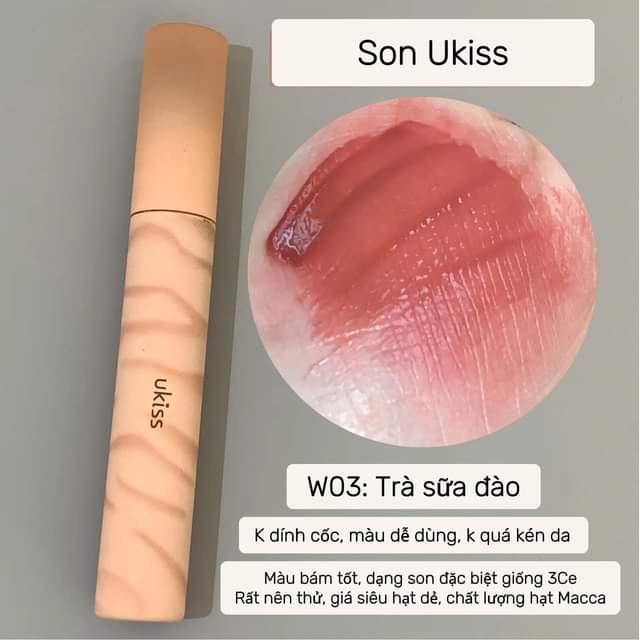 Son Ukiss
ukiss
W03: Trà sữa đào
K dính cốc, màu dễ dùng, k quá kén da
Màu bám tốt, dạng son đặc biệt giống 3Ce
Rất nên thử, giá siêu hạt dẻ, chất lượng hạt Macca